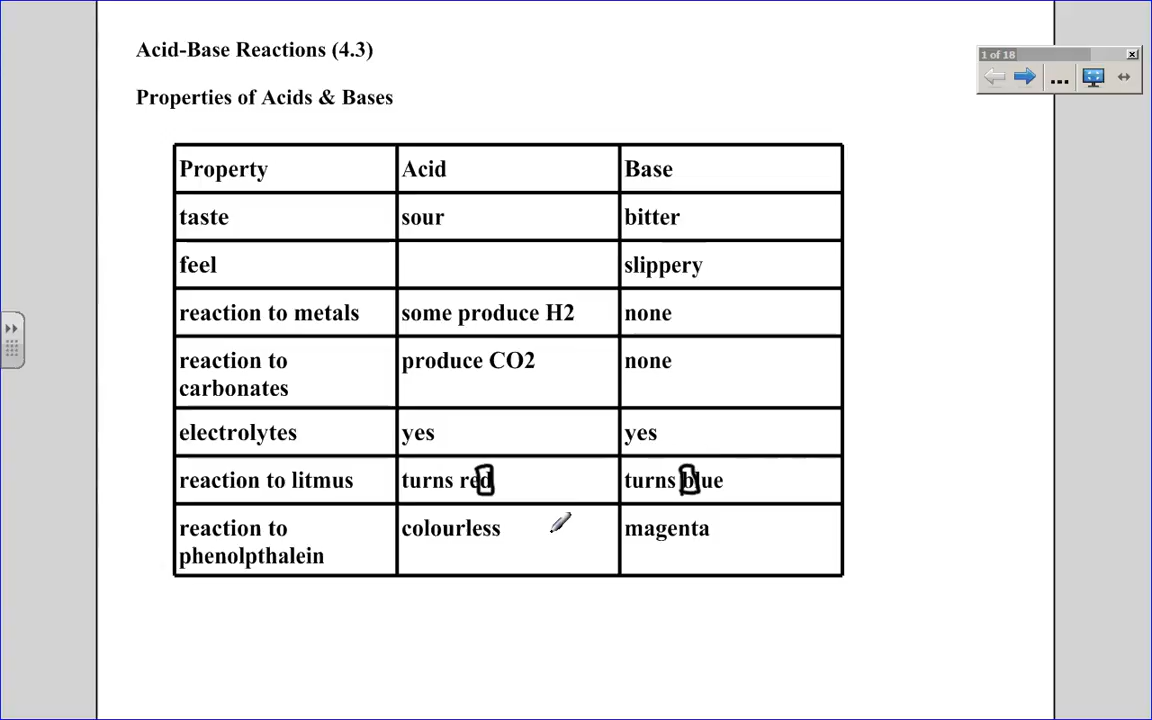 Acid-Base Reactions (4.3)
1 of 18
...
Properties of Acids & Bases
Property Acid Base
taste sour bitter
feel slippery
reaction to metals some produce H2 none
reaction to produce CO2 none
carbonates
electrolytes yes yes
reaction to litmus turns red turns blue
reaction to colourless magenta
phenolpthalein